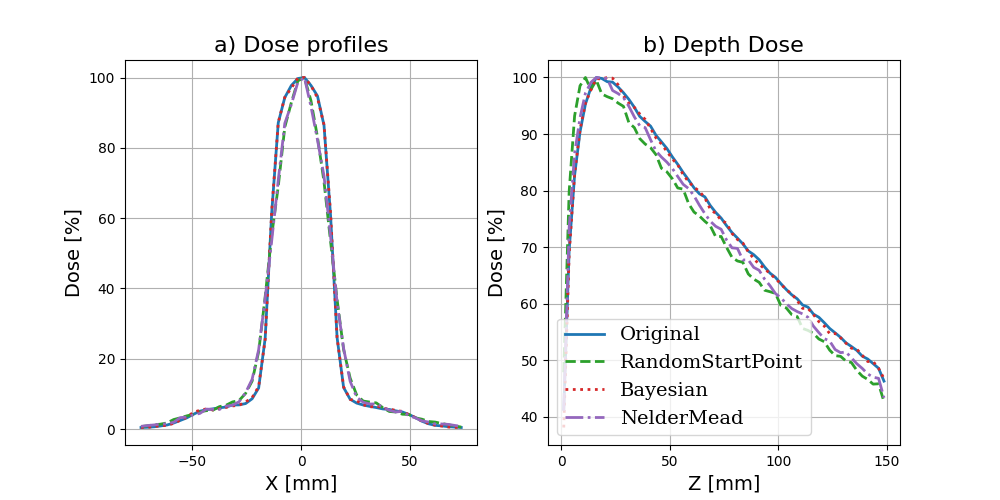 a) Dose profiles
100
80
60
40
20
0
−50
0
50
X [mm]
Dose [%]
b) Depth Dose
100
90
80
70
60
50
40
0
50
100
150
Z [mm]
Dose [%]
Original
RandomStartPoint
Bayesian
NelderMead